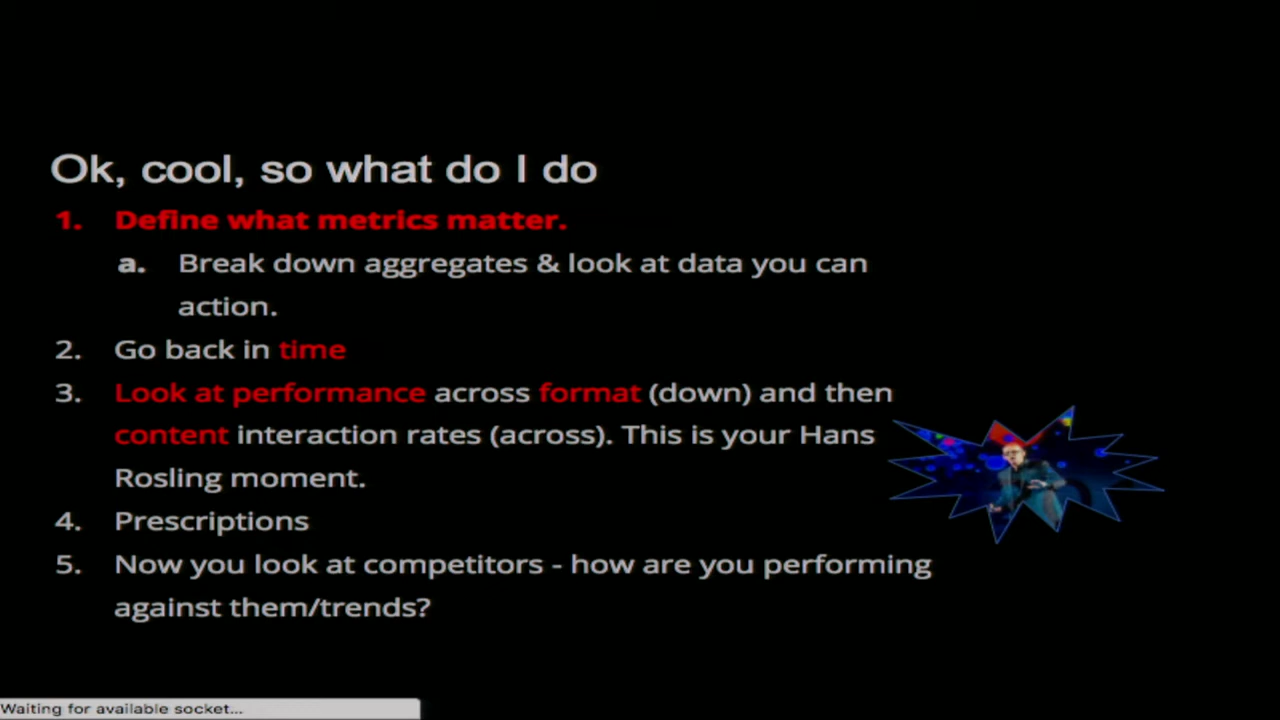 Ok, cool, so what do I do
1. Define what metrics matter.
a. Break down aggregates & look at data you can
action.
2. Go back in time
3. Look at performance across format (down) and then
content interaction rates (across). This is your Hans
Rosling moment.
4. Prescriptions
5. Now you look at competitors - how are you performing
against them/trends?
Waiting for available socket...